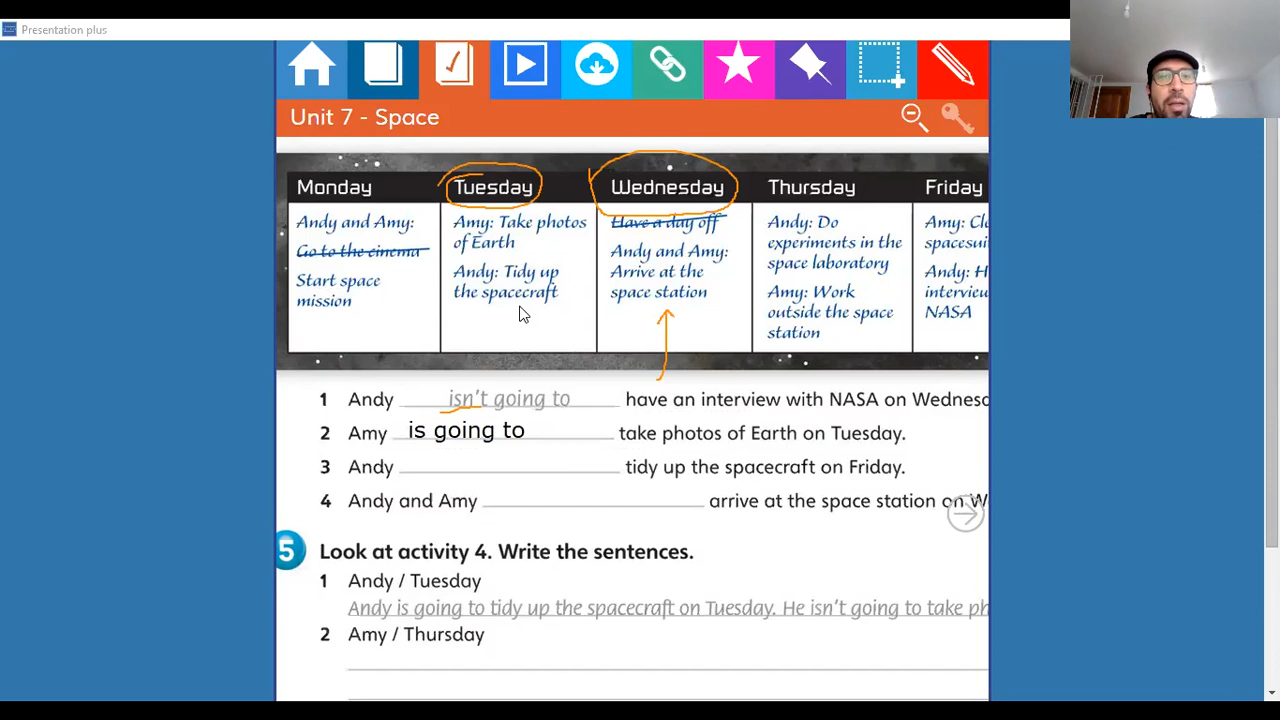 Presentation plus
Unit 7 - Space
Monday
Tuesday
Wednesday
Thursday
Friday
Andy and Amy:
Go to the cinema
Start space
mission
Amy: Take photos
of Earth
Andy: Tidy up
the spacecraft
Have a day off
Andy and Amy:
Arrive at the
space station
Andy: Do
experiments in the
space laboratory
Amy: Work
outside the space
station
Amy: Cle
spacesui
Andy: H
interview
NASA
1 Andy isn't going to have an interview with NASA on Wednesd
2 Amy is going to take photos of Earth on Tuesday.
3 Andy tidy up the spacecraft on Friday.
4 Andy and Amy arrive at the space station on W
5 Look at activity 4. Write the sentences.
1 Andy / Tuesday
Andy is going to tidy up the spacecraft on Tuesday. He isn't going to take ph
2 Amy / Thursday